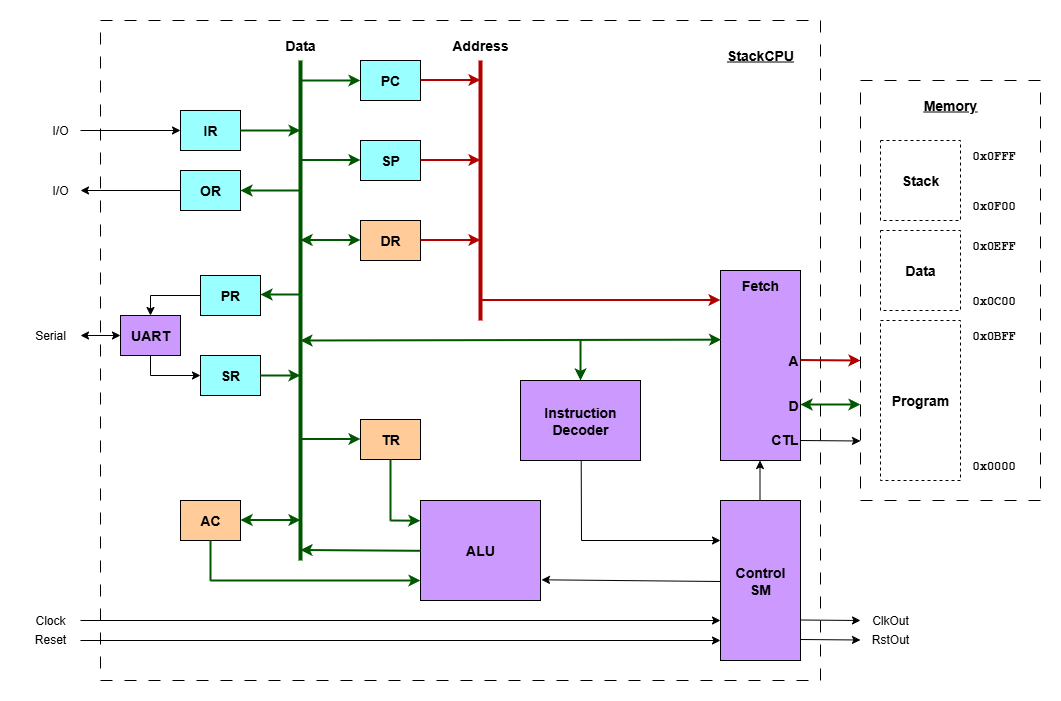 Data
Address
StackCPU
PC
Memory
I/O
IR
0x0FFF
SP
Stack
I/O
OR
0x0F00
DR
0x0EFF
Data
Fetch
PR
0x0C00
Serial
UART
0x0BFF
A
SR
Program
D
Instruction
Decoder
TR
CTL
0x0000
AC
ALU
Control
SM
Clock
ClkOut
Reset
RstOut